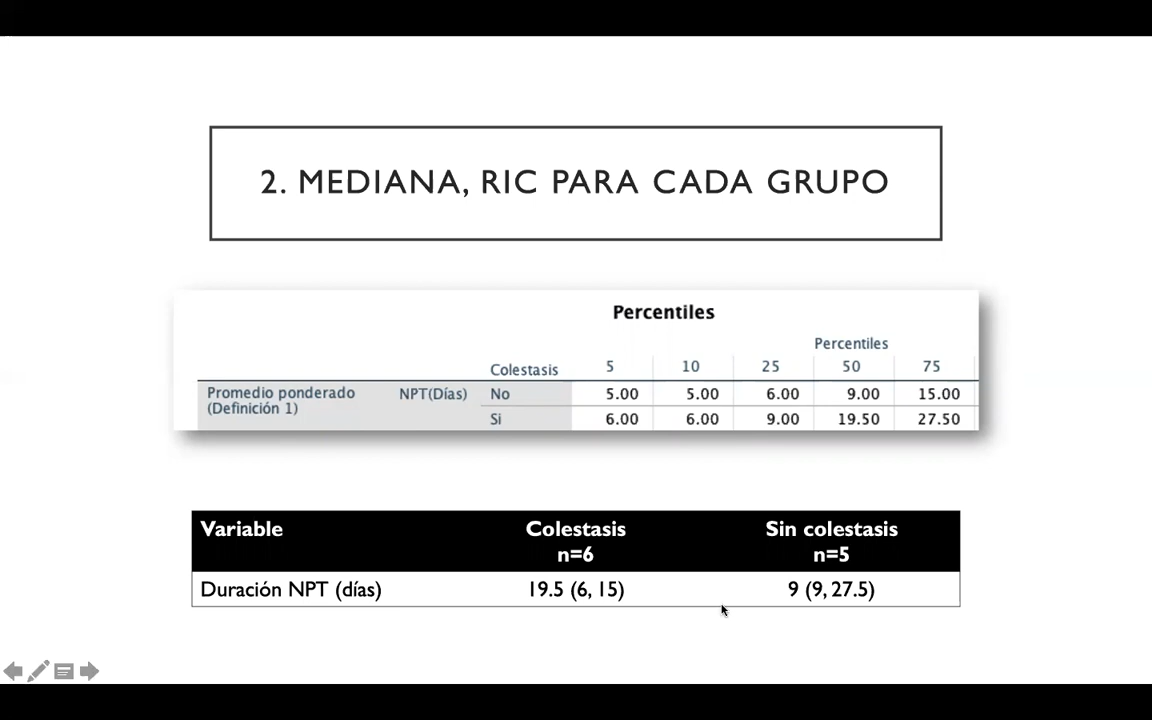 2. MEDIANA, RIC PARA CADA GRUPO
Percentiles
Percentiles
Colestasis 5 10 25 50 75
Promedio ponderado NPT(Días) No 5.00 5.00 6.00 9.00 15.00
(Definición 1)
Si 6.00 6.00 9.00 19.50 27.50
Variable Colestasis Sin colestasis
n=6 n=5
Duración NPT (días) 19.5 (6, 15) 9 (9, 27.5)